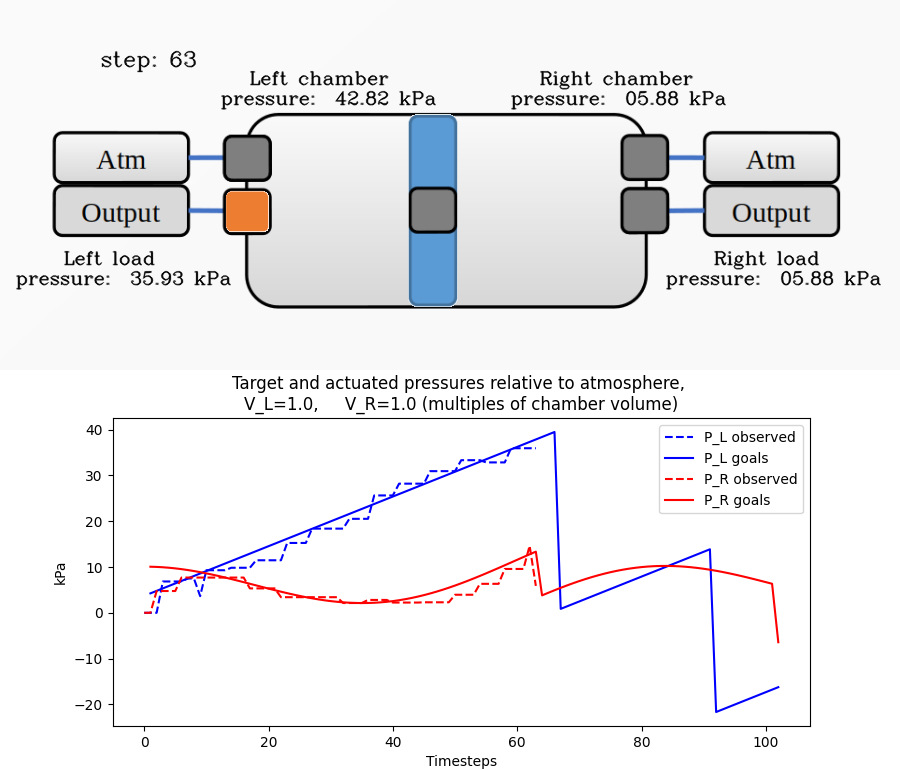 step: 63
Left chamber
pressure: 42.82 kPa
Right chamber
pressure: 05.88 kPa
Atm
Output
Atm
Output
Left load
pressure: 35.93 kPa
Right load
pressure: 05.88 kPa
Target and actuated pressures relative to atmosphere,
V_L=1.0, V_R=1.0 (multiples of chamber volume)
P_L observed
P_L goals
P_R observed
P_R goals
kPa
40
30
20
10
0
−10
−20
0 20 40 60 80 100
Timesteps